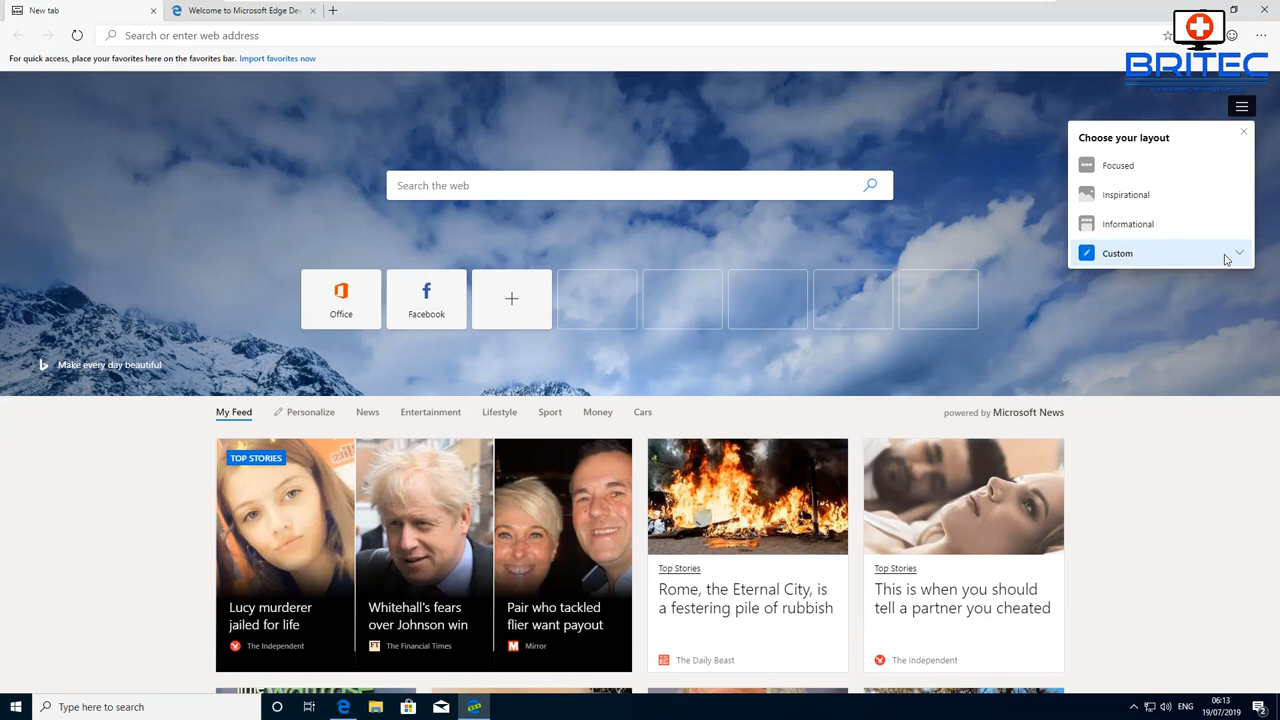 New tab
Welcome to Microsoft Edge Dev
Search or enter web address
For quick access, place your favorites here on the favorites bar. Import favorites now
BRITEC
Choose your layout
Focused
Inspirational
Informational
Custom
Search the web
Office
Facebook
Make every day beautiful
My Feed
Personalize
News
Entertainment
Lifestyle
Sport
Money
Cars
powered by Microsoft News
TOP STORIES
Lucy murderer
jailed for life
The Independent
Whitehall's fears
over Johnson win
FT
The Financial Times
Pair who tackled
flier want payout
M
Mirror
Top Stories
Rome, the Eternal City, is
a festering pile of rubbish
The Daily Beast
Top Stories
This is when you should
tell a partner you cheated
The Independent
Type here to search
ENG
06:13
19/07/2019
2